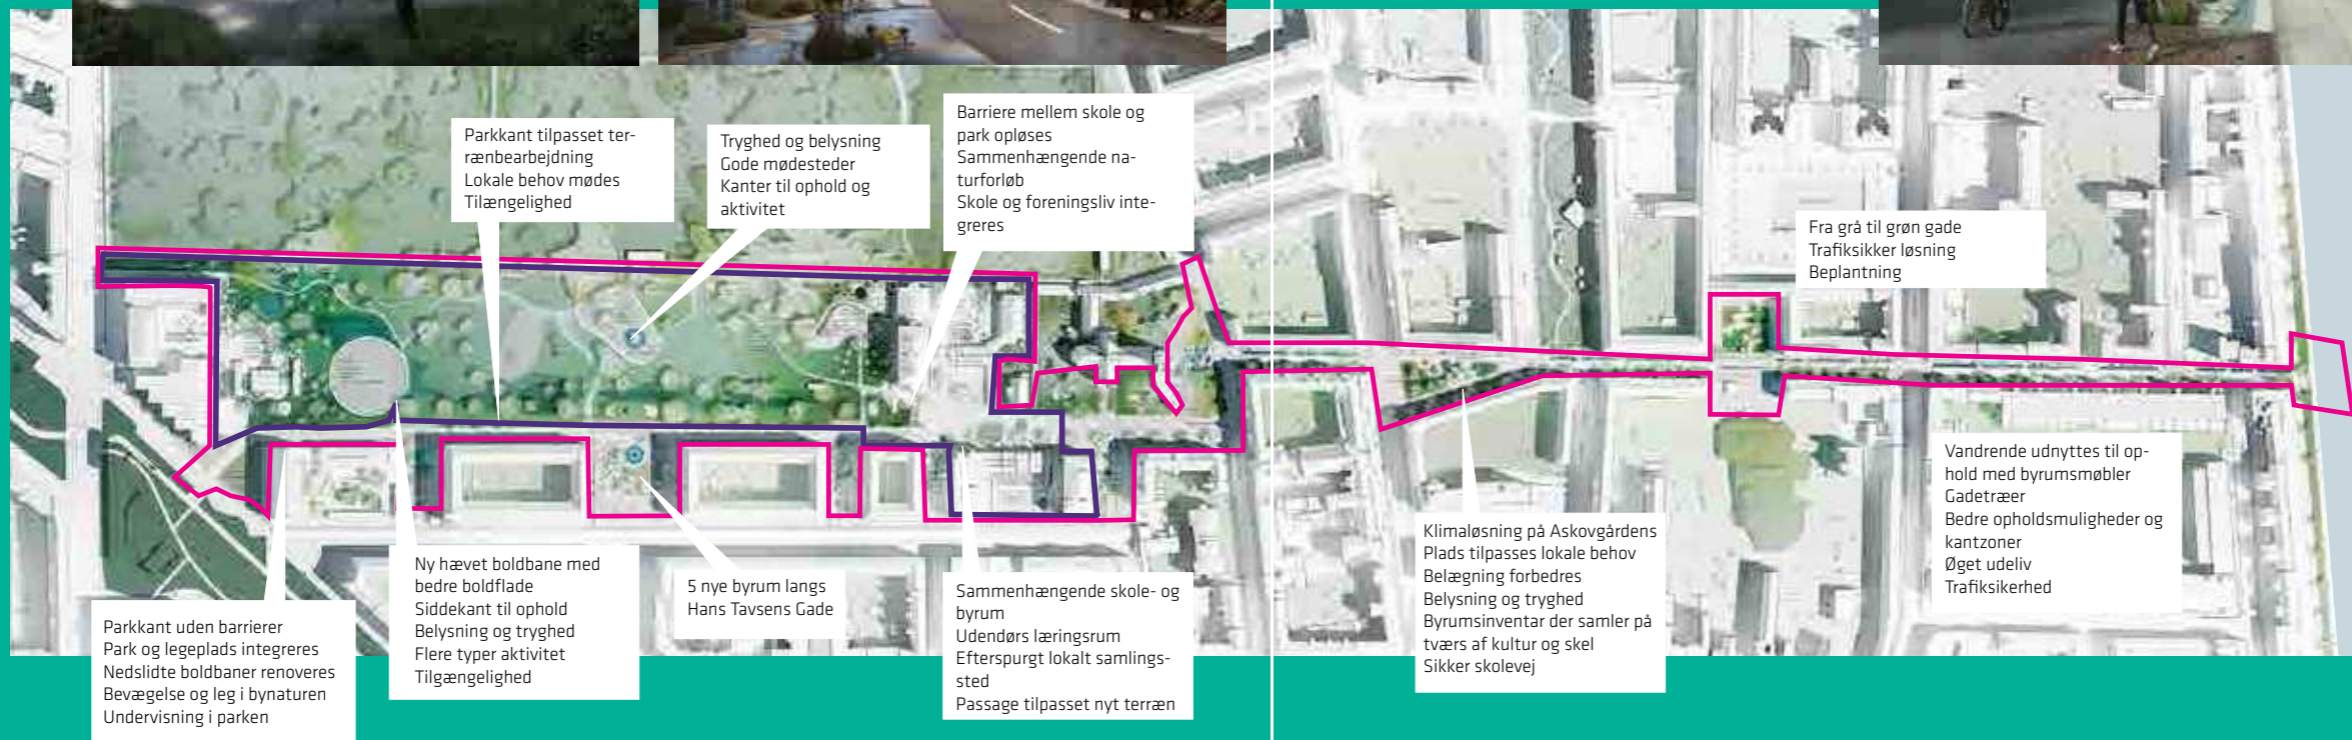 Parkkant tilpasset ter-
rænbearbejdning
Lokale behov mødes
Tilængelighed
Tryghed og belysning
Gode mødesteder
Kanter til ophold og
aktivitet
Barriere mellem skole og
park opløses
Sammenhængende na-
turforløb
Skole og foreningsliv inte-
greres
Fra grå til grøn gade
Trafiksikker løsning
Beplantning
Parkkant uden barrierer
Park og legeplads integreres
Nedslidte boldbaner renoveres
Bevægelse og leg i bynaturen
Undervisning i parken
Ny hævet boldbane med
bedre boldflade
Siddekant til ophold
Belysning og tryghed
Flere typer aktivitet
Tilgængelighed
5 nye byrum langs
Hans Tavsens Gade
Sammenhængende skole- og
byrum
Udendørs læringsrum
Efterspurgt lokalt samlings-
sted
Passage tilpasset nyt terræn
Klimaløsning på Askovgårdens
Plads tilpasses lokale behov
Belægning forbedres
Belysning og tryghed
Byrumsinventar der samler på
tværs af kultur og skel
Sikker skolevej
Vandrende udnyttes til op-
hold med byrumsmøbler
Gadetræer
Bedre opholdsmuligheder og
kantzoner
Øget udeliv
Trafiksikerhed